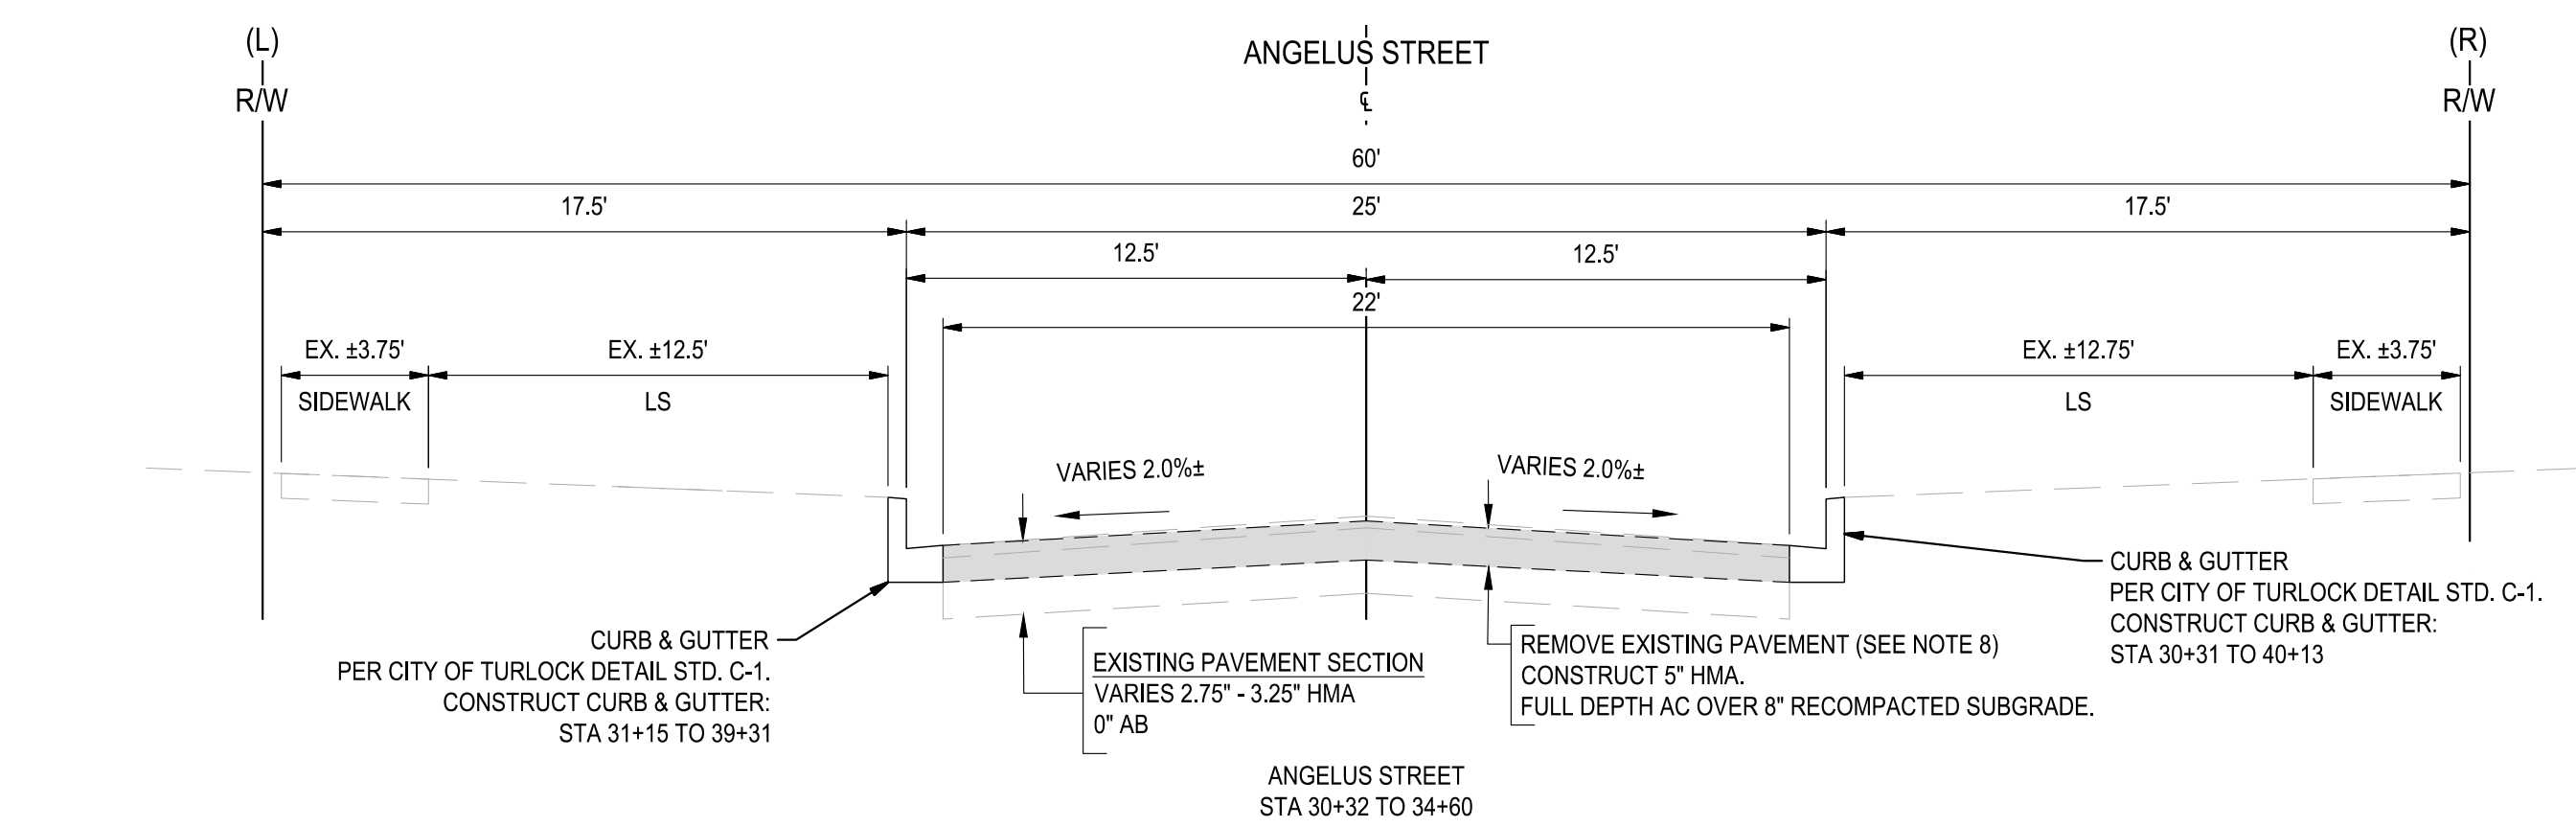 (L)
ANGELUS STREET
(R)
R/W
℄
R/W
60'
17.5'
25'
17.5'
12.5'
12.5'
22'
EX. ±3.75'
EX. ±12.5'
EX. ±12.75'
EX. ±3.75'
SIDEWALK
LS
LS
SIDEWALK
VARIES 2.0%±
VARIES 2.0%±
CURB & GUTTER
PER CITY OF TURLOCK DETAIL STD. C-1.
CONSTRUCT CURB & GUTTER:
STA 31+15 TO 39+31
EXISTING PAVEMENT SECTION
VARIES 2.75" - 3.25" HMA
0" AB
REMOVE EXISTING PAVEMENT (SEE NOTE 8)
CONSTRUCT 5" HMA.
FULL DEPTH AC OVER 8" RECOMPACTED SUBGRADE.
CURB & GUTTER
PER CITY OF TURLOCK DETAIL STD. C-1.
CONSTRUCT CURB & GUTTER:
STA 30+31 TO 40+13
ANGELUS STREET
STA 30+32 TO 34+60